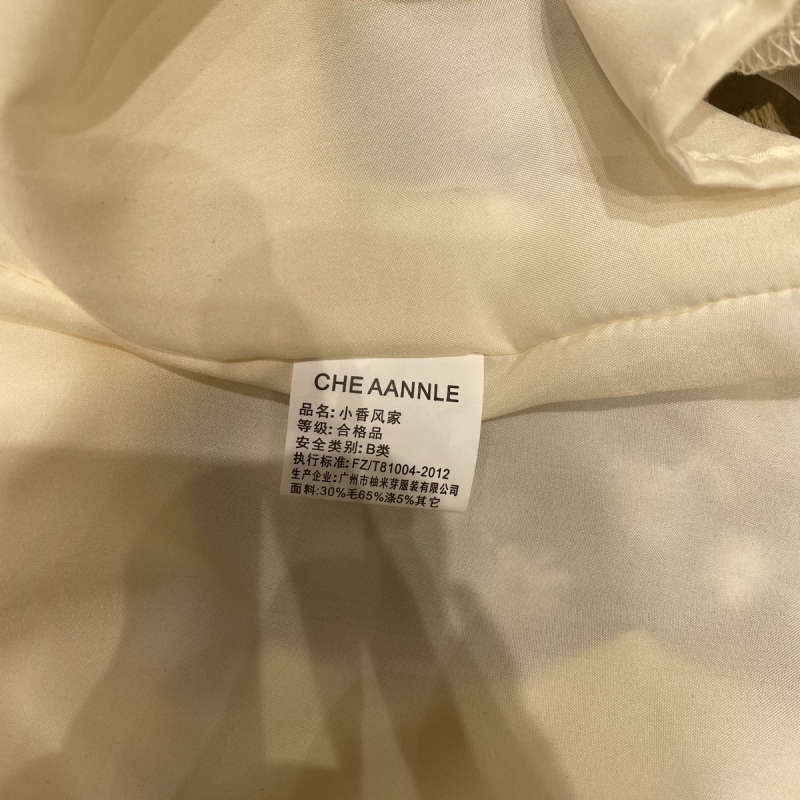 CHE AANNLE
品名: 小香风家
等级: 合格品
安全类别: B类
执行标准: FZ/T81004-2012
生产企业: 广州市柚米芽服装有限公司
面料:30%毛65%涤5%其它